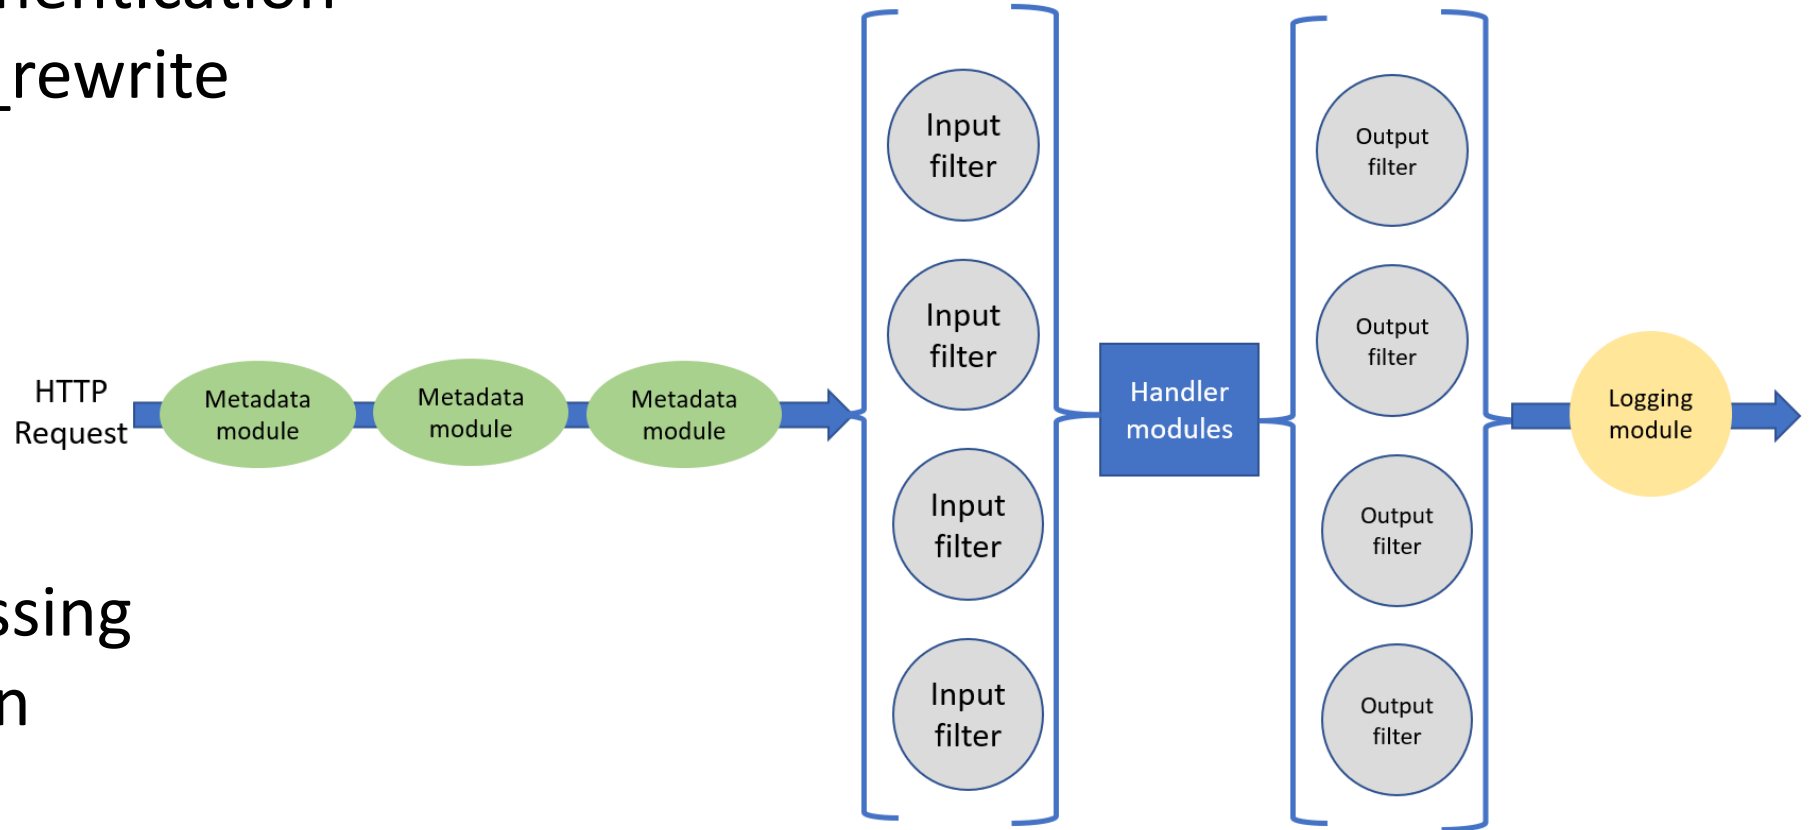 hentication
_rewrite
ssing
n
HTTP
Request
Metadata
module
Metadata
module
Metadata
module
Input
filter
Input
filter
Input
filter
Input
filter
Handler
modules
Output
filter
Output
filter
Output
filter
Output
filter
Logging
module